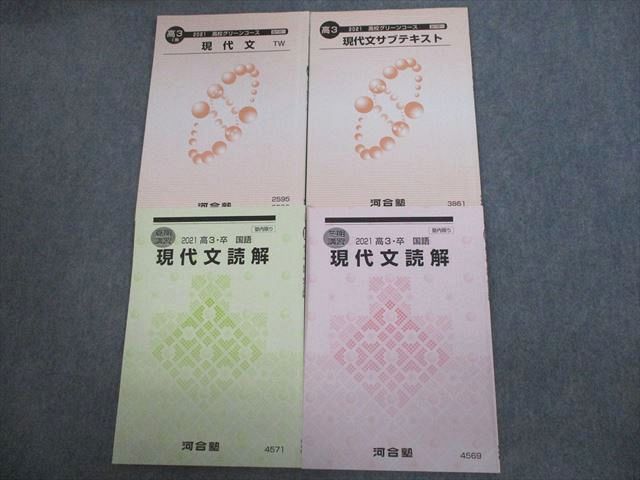 高3
2021 高校グリーンコース
現代文 TW
河合塾
2595
高3
2021 高校グリーンコース
現代文サブテキスト
河合塾
3861
夏期
講習
塾内限り
2021 高3・卒 国語
現代文読解
河合塾
4571
冬期
講習
塾内限り
2021 高3・卒 国語
現代文読解
河合塾
4569